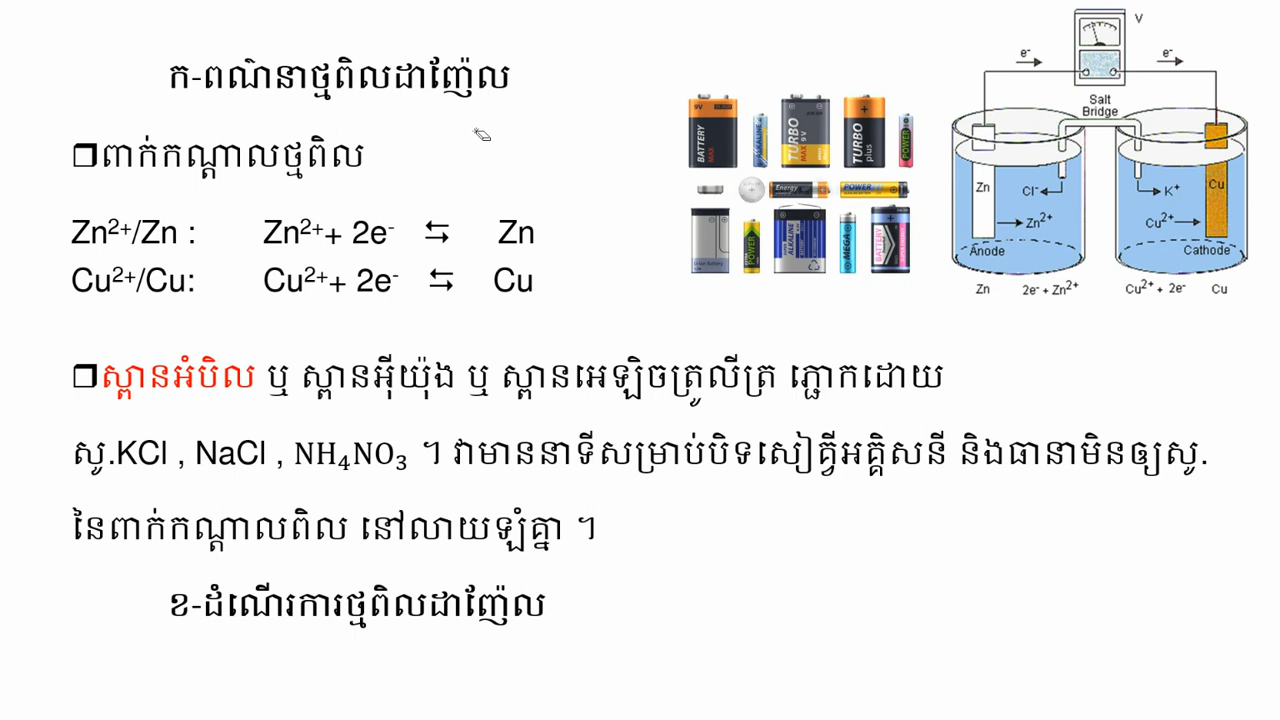 ក-ពណ៌នាថ្មពិលដាញ៉ែល
❒ពាក់កណ្ដាលថ្មពិល
Zn²⁺/Zn : Zn²⁺+ 2e⁻ ⇆ Zn
Cu²⁺/Cu: Cu²⁺+ 2e⁻ ⇆ Cu
❒ស្ពានអំបិល ឬ ស្ពានអ៊ីយ៉ុង ឬ ស្ពានអេឡិចត្រូលីត្រ ភ្ជោកដោយ
សូ.KCl , NaCl , NH₄NO₃ ។ វាមាននាទីសម្រាប់បិទសៀគ្វីអគ្គិសនី និងធានាមិនឲ្យសូ.
នៃពាក់កណ្ដាលពិល នៅលាយឡំគ្នា ។
ខ-ដំណើរការថ្មពិលដាញ៉ែល
9V
BATTERY
MAX
ALKALINE
TURBO
MAX 9 V
TURBO
plus
POWER
Energy
POWER
POWER
ALKALINE
MEGA
BATTERY
V
e⁻
e⁻
Salt
Bridge
Zn
Cl⁻
Zn²⁺
Anode
K⁺
Cu
Cu²⁺
Cathode
Zn 2e⁻ + Zn²⁺
Cu²⁺ + 2e⁻ Cu